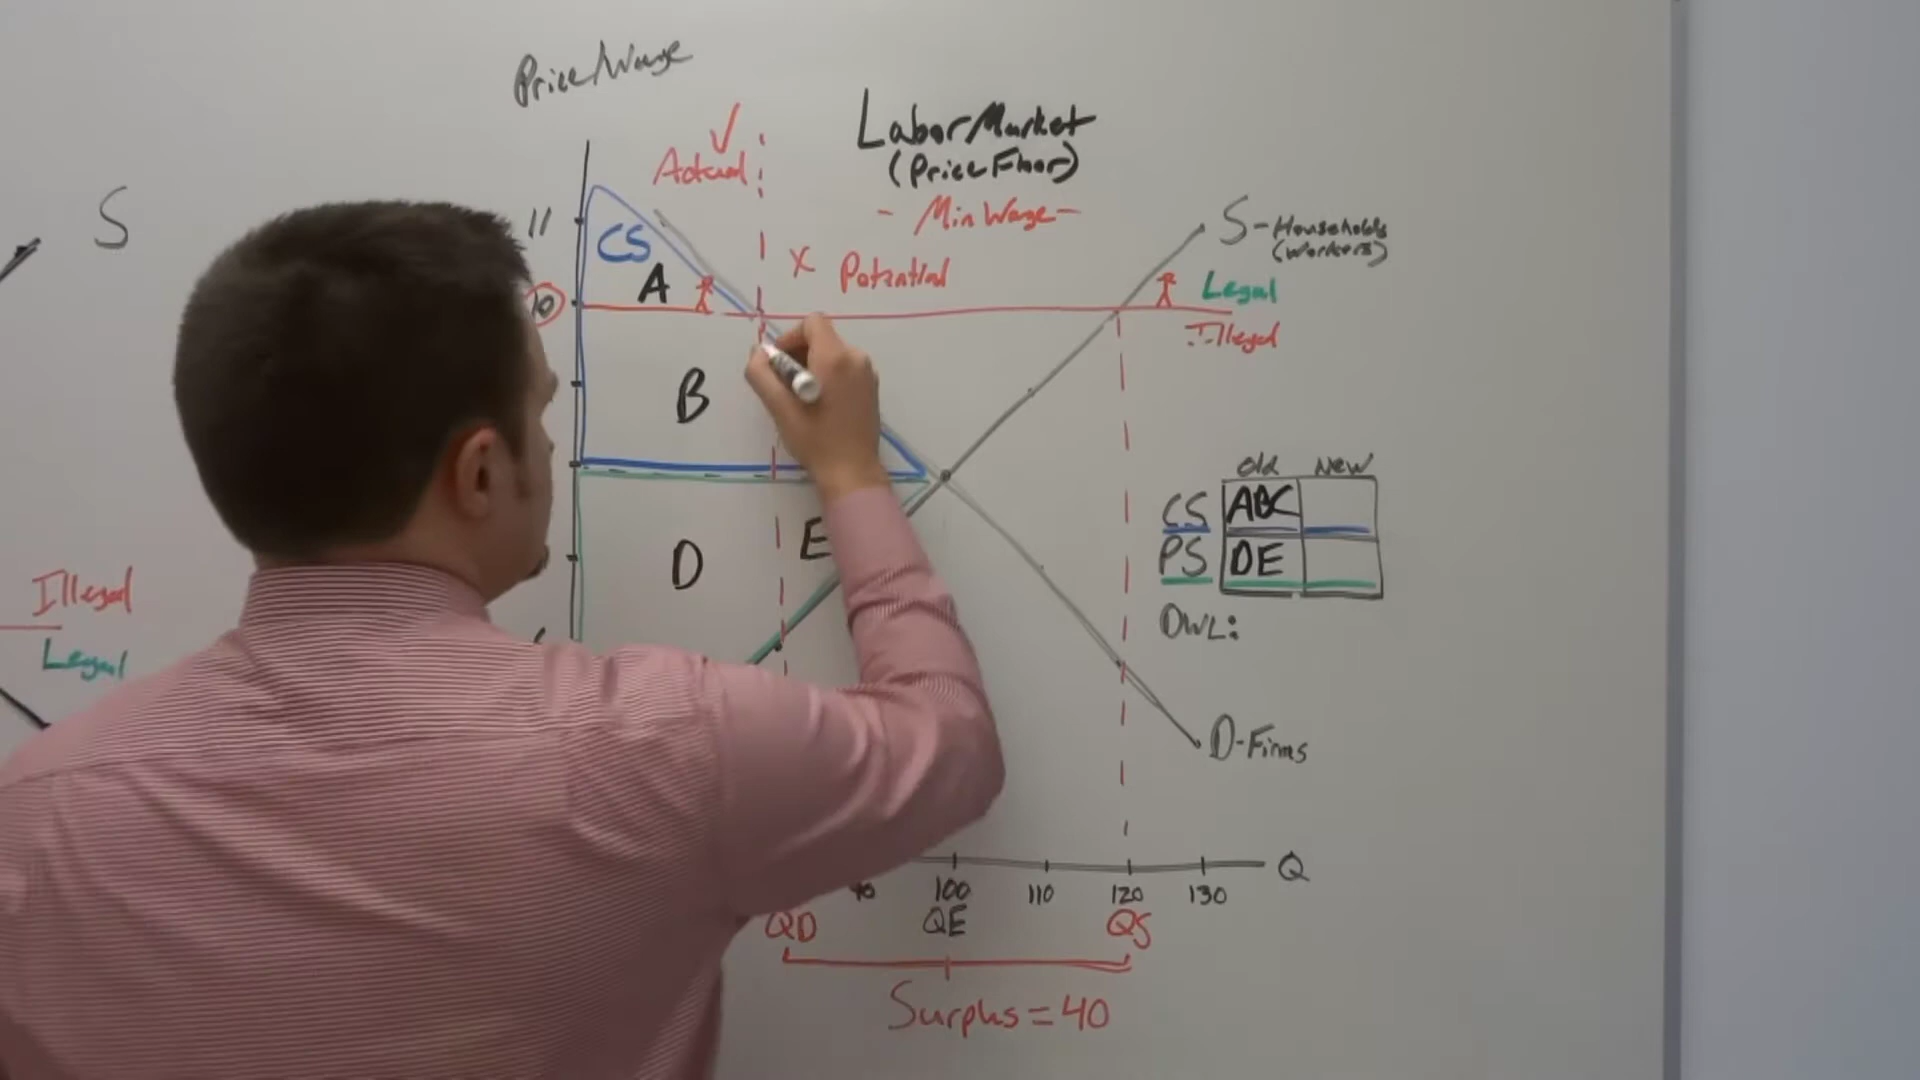 Price/Wage
Labor Market
(Price Floor)
- Min Wage -
✓
Actual
X Potential
S
11
10
CS
A
B
D
E
S-Households
(Workers)
Legal
Illegal
Old New
CS ABC
PS DE
DWL:
Illegal
Legal
D-Firms
Q
90 100 110 120 130
QD QE QS
Surplus = 40